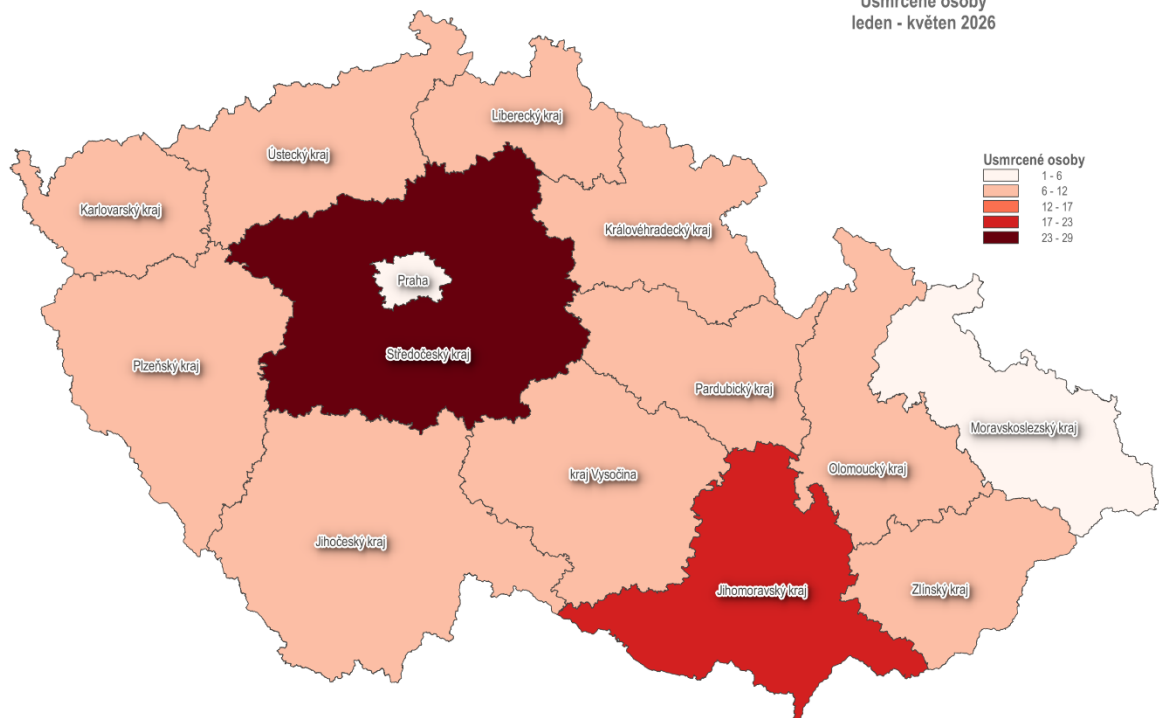 Usmrcené osoby
leden - květen 2026
Liberecký kraj
Ústecký kraj
Usmrcené osoby
1 - 6
6 - 12
12 - 17
17 - 23
23 - 29
Karlovarský kraj
Královéhradecký kraj
Praha
Středočeský kraj
Plzeňský kraj
Pardubický kraj
Moravskoslezský kraj
Olomoucký kraj
kraj Vysočina
Jihočeský kraj
Jihomoravský kraj
Zlínský kraj